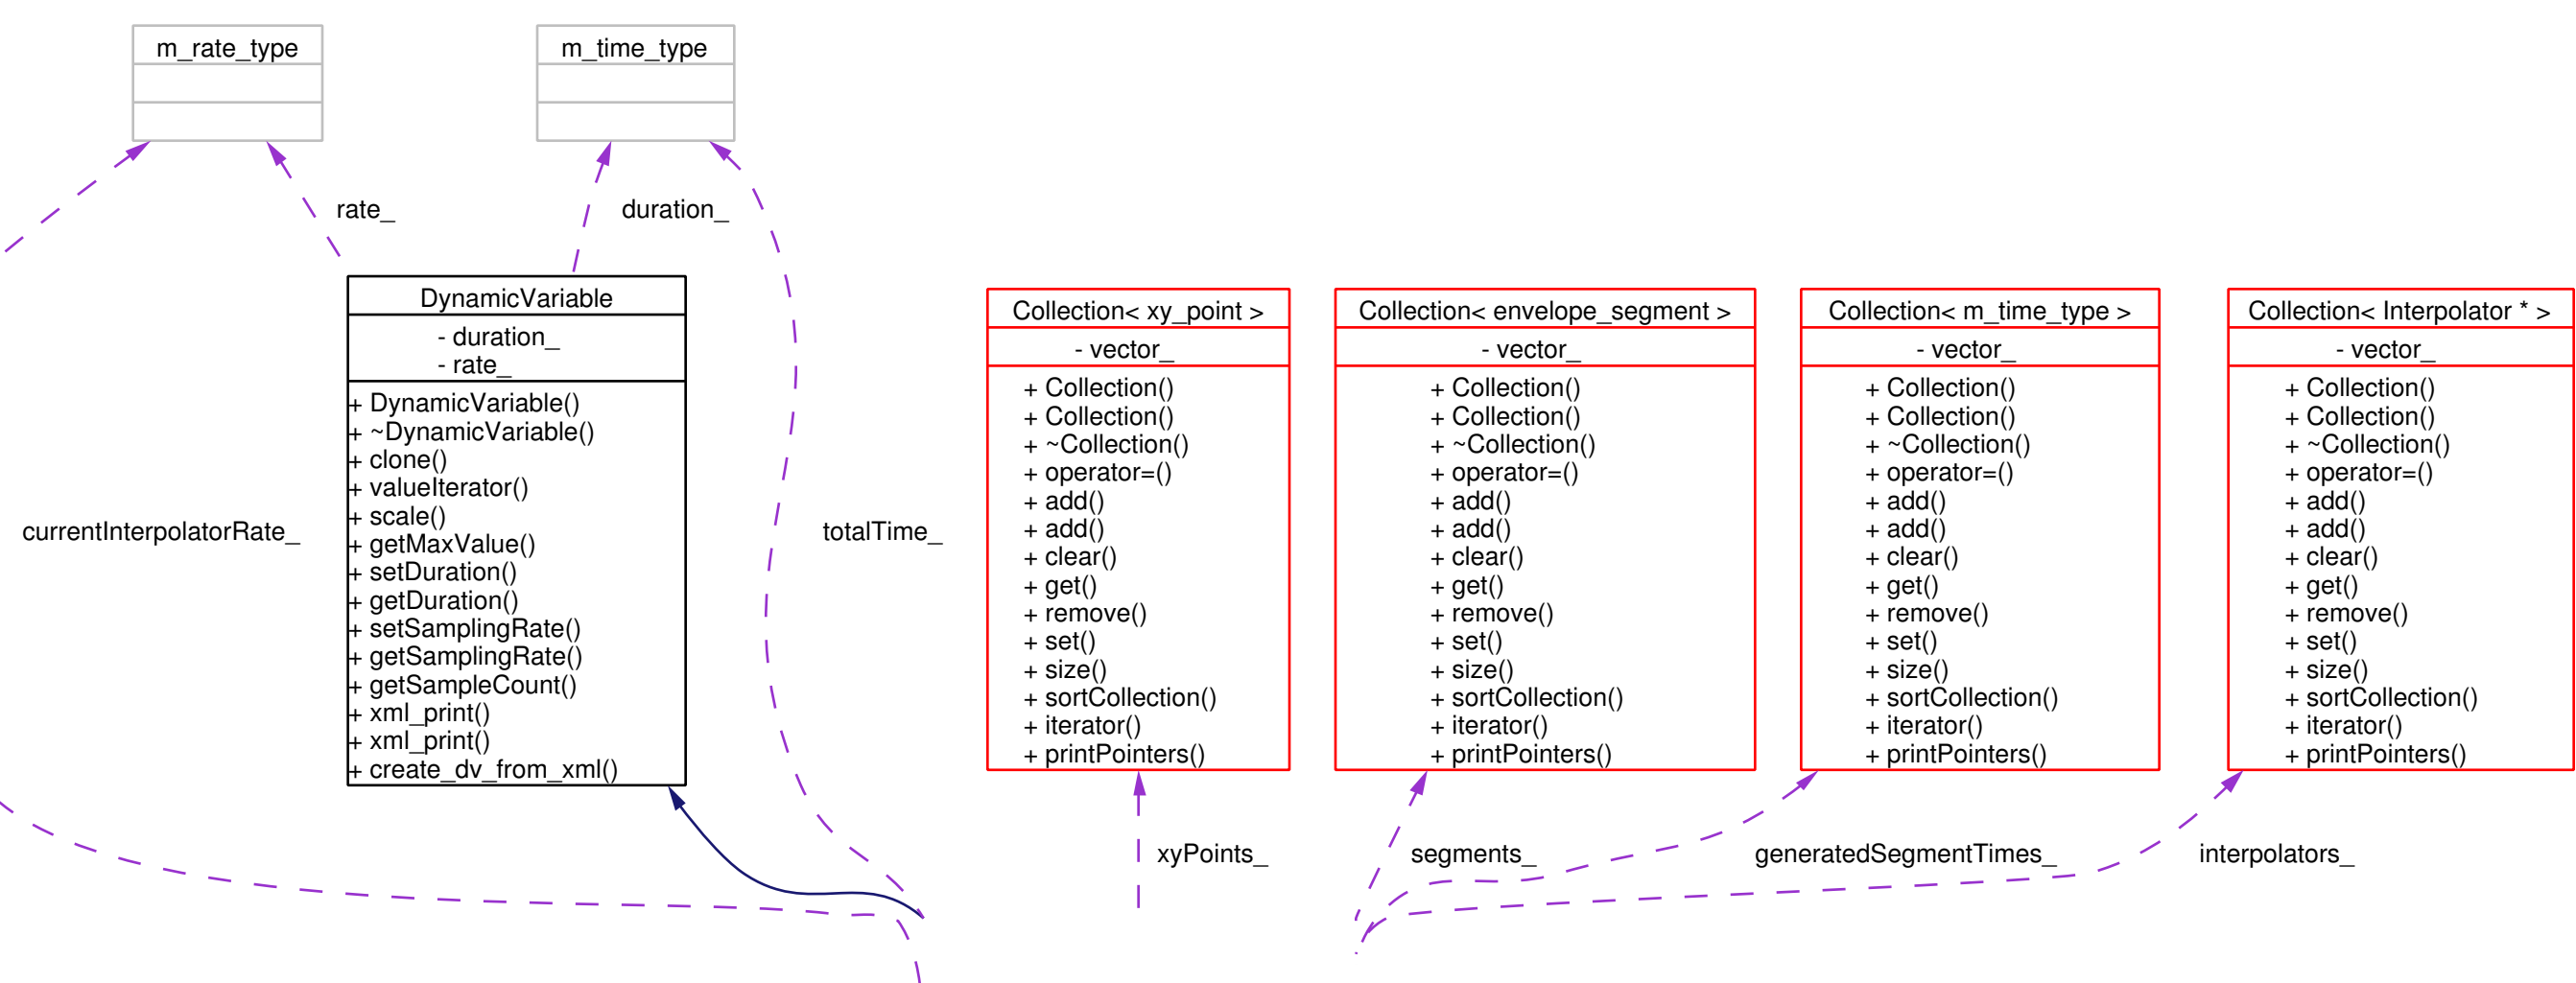 m_rate_type
m_time_type
rate_
duration_
DynamicVariable
- duration_
- rate_
+ DynamicVariable()
+ ~DynamicVariable()
+ clone()
+ valueIterator()
+ scale()
+ getMaxValue()
+ setDuration()
+ getDuration()
+ setSamplingRate()
+ getSamplingRate()
+ getSampleCount()
+ xml_print()
+ xml_print()
+ create_dv_from_xml()
currentInterpolatorRate_
totalTime_
Collection< xy_point >
- vector_
+ Collection()
+ Collection()
+ ~Collection()
+ operator=()
+ add()
+ add()
+ clear()
+ get()
+ remove()
+ set()
+ size()
+ sortCollection()
+ iterator()
+ printPointers()
Collection< envelope_segment >
- vector_
+ Collection()
+ Collection()
+ ~Collection()
+ operator=()
+ add()
+ add()
+ clear()
+ get()
+ remove()
+ set()
+ size()
+ sortCollection()
+ iterator()
+ printPointers()
Collection< m_time_type >
- vector_
+ Collection()
+ Collection()
+ ~Collection()
+ operator=()
+ add()
+ add()
+ clear()
+ get()
+ remove()
+ set()
+ size()
+ sortCollection()
+ iterator()
+ printPointers()
Collection< Interpolator * >
- vector_
+ Collection()
+ Collection()
+ ~Collection()
+ operator=()
+ add()
+ add()
+ clear()
+ get()
+ remove()
+ set()
+ size()
+ sortCollection()
+ iterator()
+ printPointers()
xyPoints_
segments_
generatedSegmentTimes_
interpolators_